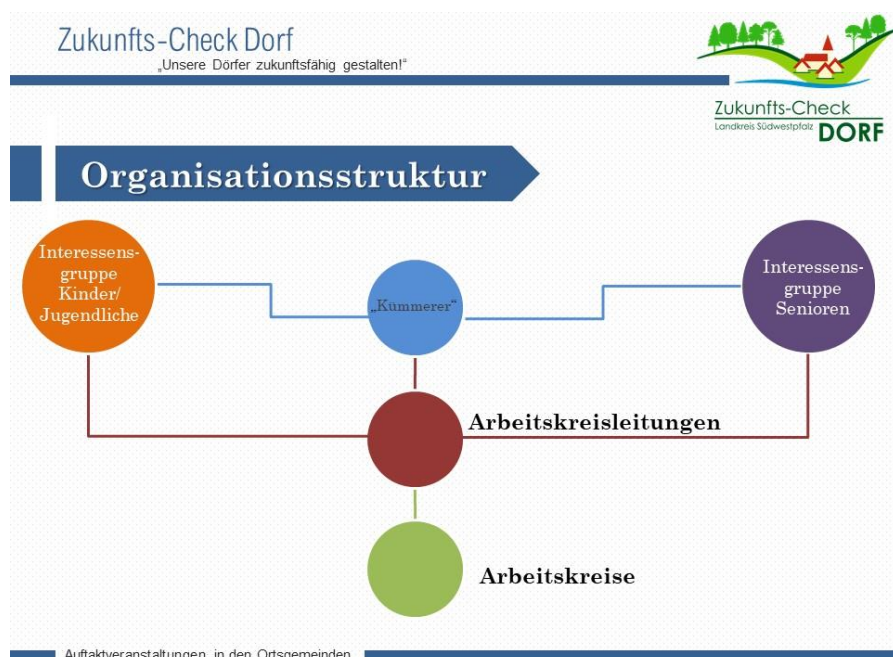 Zukunfts-Check Dorf
„Unsere Dörfer zukunftsfähig gestalten!“
Zukunfts-Check
Landkreis Südwestpfalz
DORF
Organisationsstruktur
Interessens-
gruppe
Kinder/
Jugendliche
„Kümmerer“
Interessens-
gruppe
Senioren
Arbeitskreisleitungen
Arbeitskreise
Auftaktveranstaltungen in den Ortsgemeinden